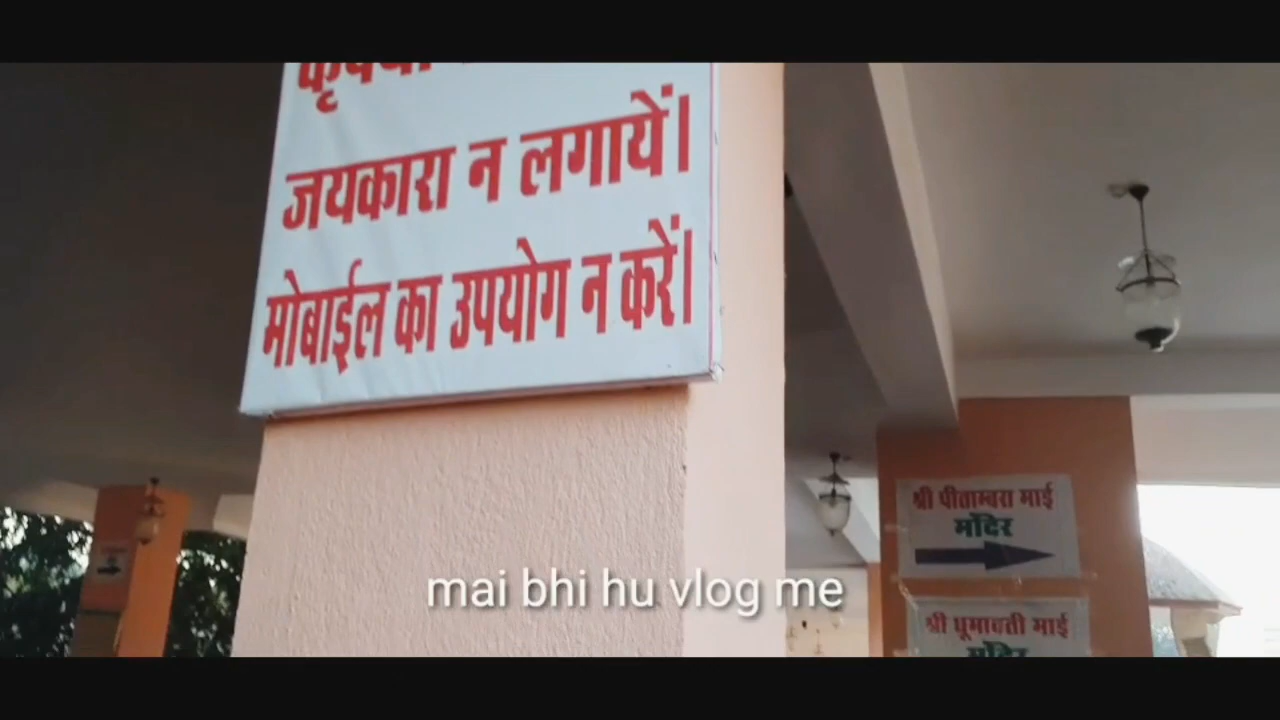 जयकारा न लगायें।
मोबाईल का उपयोग न करें।
श्री पीताम्बरा माई
मंदिर
श्री धूमावती माई
मंदिर
mai bhi hu vlog me